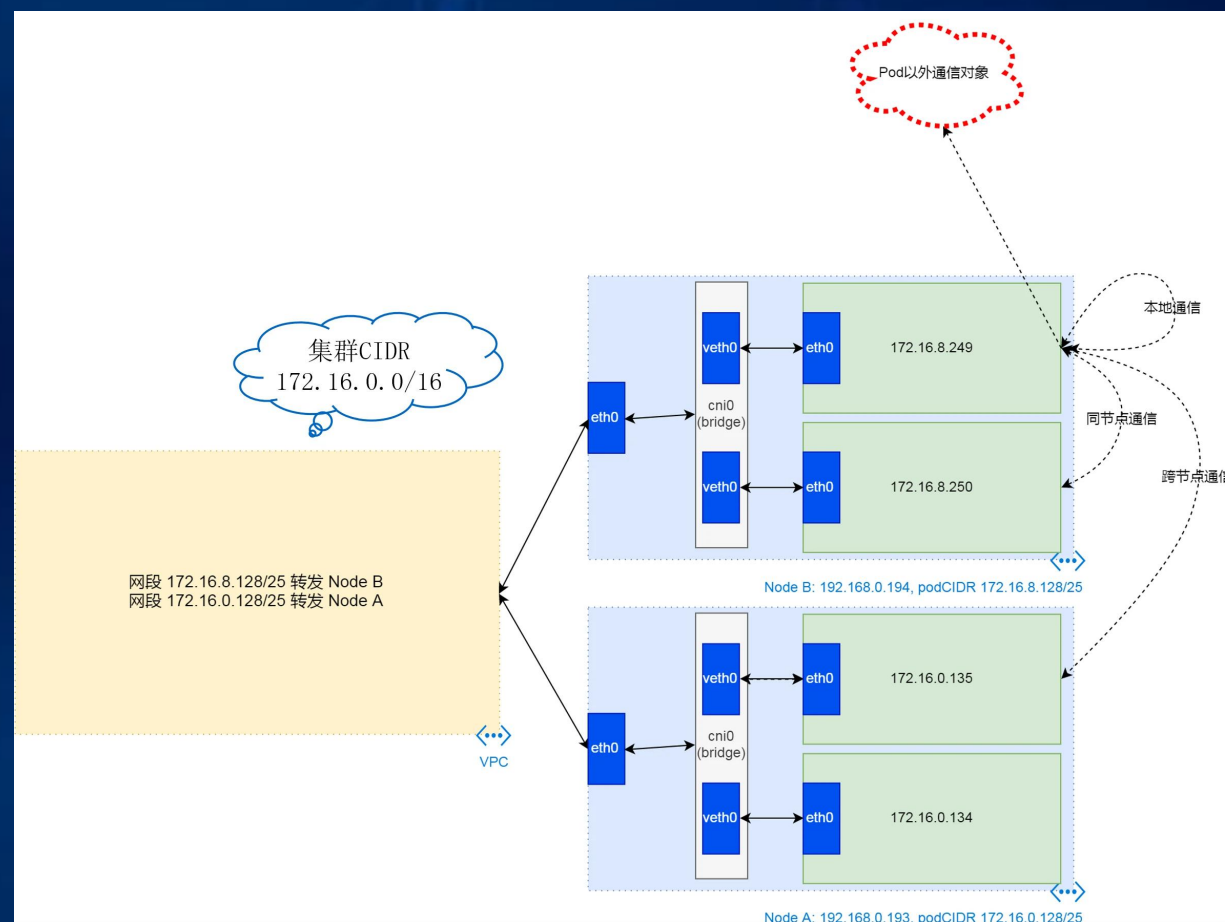 Pod以外通信对象
本地通信
集群CIDR
172.16.0.0/16
veth0
eth0
172.16.8.249
eth0
cni0
(bridge)
同节点通信
veth0
eth0
172.16.8.250
跨节点通信
网段 172.16.8.128/25 转发 Node B
网段 172.16.0.128/25 转发 Node A
Node B: 192.168.0.194, podCIDR 172.16.8.128/25
veth0
eth0
172.16.0.135
eth0
cni0
(bridge)
VPC
veth0
eth0
172.16.0.134
Node A: 192.168.0.193, podCIDR 172.16.0.128/25